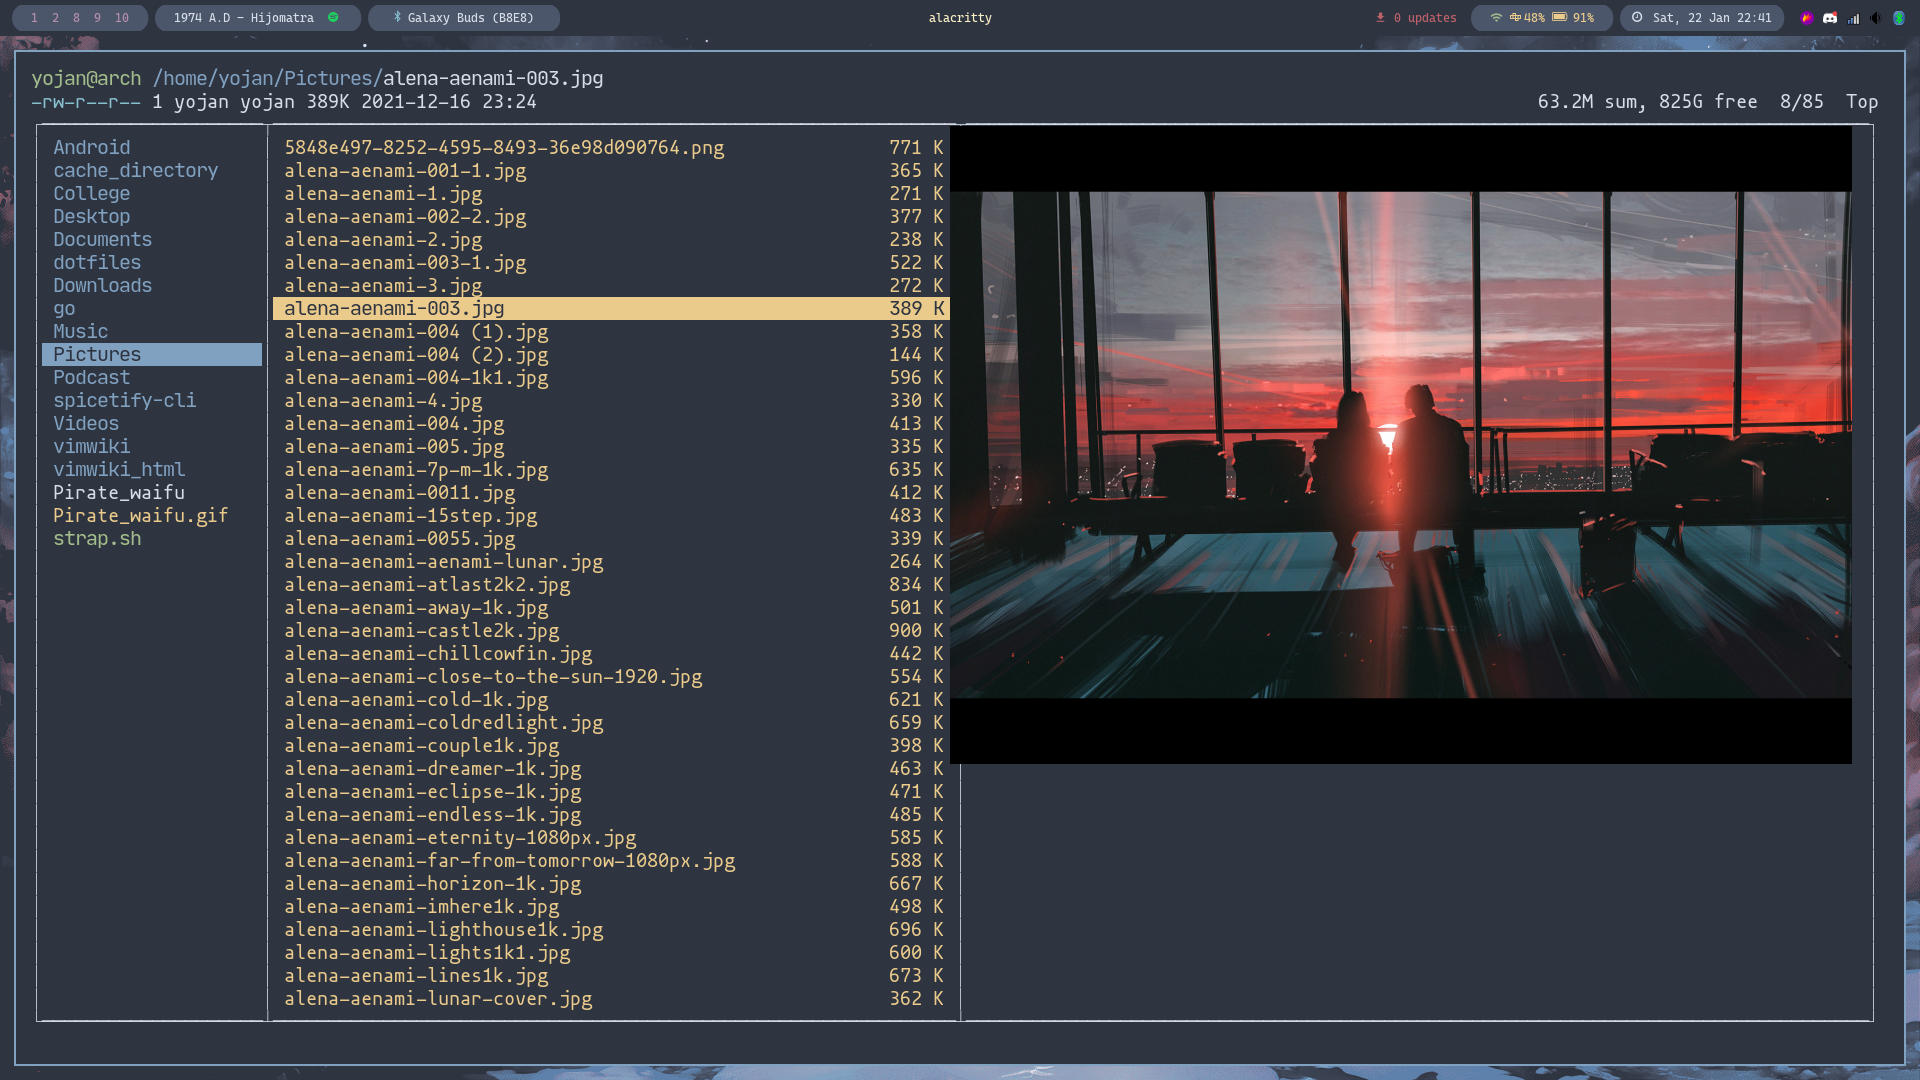 1 2 8 9 10
1974 A.D - Hijomatra
Galaxy Buds (B8E8)
alacritty
0 updates
48% 91%
Sat, 22 Jan 22:41
yojan@arch /home/yojan/Pictures/alena-aenami-003.jpg
-rw-r--r-- 1 yojan yojan 389K 2021-12-16 23:24
63.2M sum, 825G free 8/85 Top
Android
cache_directory
College
Desktop
Documents
dotfiles
Downloads
go
Music
Pictures
Podcast
spicetify-cli
Videos
vimwiki
vimwiki_html
Pirate_waifu
Pirate_waifu.gif
strap.sh
5848e497-8252-4595-8493-36e98d090764.png 771 K
alena-aenami-001-1.jpg 365 K
alena-aenami-1.jpg 271 K
alena-aenami-002-2.jpg 377 K
alena-aenami-2.jpg 238 K
alena-aenami-003-1.jpg 522 K
alena-aenami-3.jpg 272 K
alena-aenami-003.jpg 389 K
alena-aenami-004 (1).jpg 358 K
alena-aenami-004 (2).jpg 144 K
alena-aenami-004-1k1.jpg 596 K
alena-aenami-4.jpg 330 K
alena-aenami-004.jpg 413 K
alena-aenami-005.jpg 335 K
alena-aenami-7p-m-1k.jpg 635 K
alena-aenami-0011.jpg 412 K
alena-aenami-15step.jpg 483 K
alena-aenami-0055.jpg 339 K
alena-aenami-aenami-lunar.jpg 264 K
alena-aenami-atlast2k2.jpg 834 K
alena-aenami-away-1k.jpg 501 K
alena-aenami-castle2k.jpg 900 K
alena-aenami-chillcowfin.jpg 442 K
alena-aenami-close-to-the-sun-1920.jpg 554 K
alena-aenami-cold-1k.jpg 621 K
alena-aenami-coldredlight.jpg 659 K
alena-aenami-couple1k.jpg 398 K
alena-aenami-dreamer-1k.jpg 463 K
alena-aenami-eclipse-1k.jpg 471 K
alena-aenami-endless-1k.jpg 485 K
alena-aenami-eternity-1080px.jpg 585 K
alena-aenami-far-from-tomorrow-1080px.jpg 588 K
alena-aenami-horizon-1k.jpg 667 K
alena-aenami-imhere1k.jpg 498 K
alena-aenami-lighthouse1k.jpg 696 K
alena-aenami-lights1k1.jpg 600 K
alena-aenami-lines1k.jpg 673 K
alena-aenami-lunar-cover.jpg 362 K